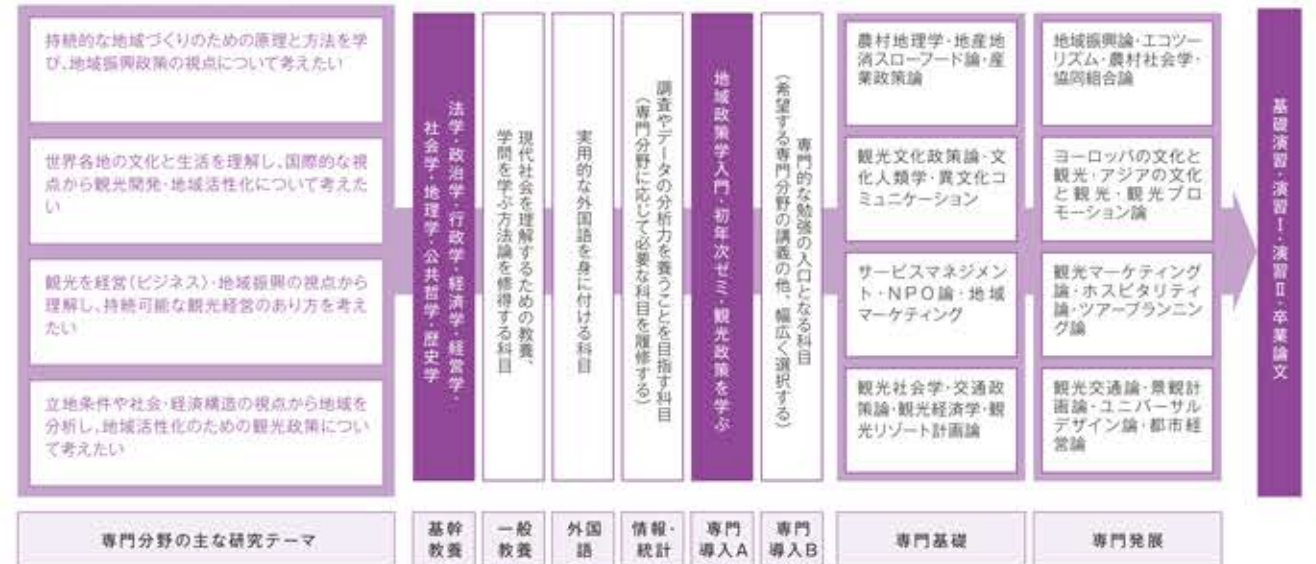 持続的な地域づくりのための原理と方法を学
び、地域振興政策の視点について考えたい
世界各地の文化と生活を理解し、国際的な視
点から観光開発・地域活性化について考えた
い
観光を経営(ビジネス)・地域振興の視点から
理解し、持続可能な観光経営のあり方を考え
たい
立地条件や社会・経済構造の視点から地域を
分析し、地域活性化のための観光政策につい
て考えたい
専門分野の主な研究テーマ
法学・政治学・行政学・経済学・経営学・
社会学・地理学・公共哲学・歴史学
基幹
教養
現代社会を理解するための教養、
学問を学ぶ方法論を修得する科目
一般
教養
実用的な外国語を身に付ける科目
外国
語
調査やデータの分析力を養うことを目指す科目
(専門分野に応じて必要な科目を履修する)
情報・
統計
地域政策学入門・初年次ゼミ・観光政策を学ぶ
専門
導入A
専門的な勉強の入口となる科目
(希望する専門分野の講義の他、幅広く選択する)
専門
導入B
農村地理学・地産地
消スローフード論・産
業政策論
観光文化政策論・文
化人類学・異文化コ
ミュニケーション
サービスマネジメン
ト・NPO論・地域
マーケティング
観光社会学・交通政
策論・観光経済学・観
光リゾート計画論
専門基礎
地域振興論・エコツー
リズム・農村社会学・
協同組合論
ヨーロッパの文化と
観光・アジアの文化
と観光・観光プロ
モーション論
観光マーケティング
論・ホスピタリティ
論・ツアープランニン
グ論
観光交通論・景観計
画論・ユニバーサル
デザイン論・都市経
営論
専門発展
基礎演習・演習Ⅰ・演習Ⅱ・卒業論文